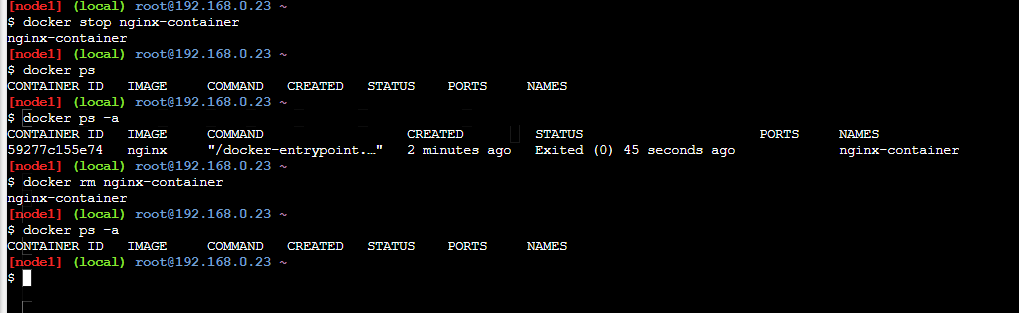 [node1] (local) root@192.168.0.23 ~
$ docker stop nginx-container
nginx-container
[node1] (local) root@192.168.0.23 ~
$ docker ps
CONTAINER ID   IMAGE     COMMAND   CREATED   STATUS    PORTS     NAMES
[node1] (local) root@192.168.0.23 ~
$ docker ps -a
CONTAINER ID   IMAGE     COMMAND                  CREATED         STATUS                      PORTS     NAMES
59277c155e74   nginx     "/docker-entrypoint.…"   2 minutes ago   Exited (0) 45 seconds ago             nginx-container
[node1] (local) root@192.168.0.23 ~
$ docker rm nginx-container
nginx-container
[node1] (local) root@192.168.0.23 ~
$ docker ps -a
CONTAINER ID   IMAGE     COMMAND   CREATED   STATUS    PORTS     NAMES
[node1] (local) root@192.168.0.23 ~
$